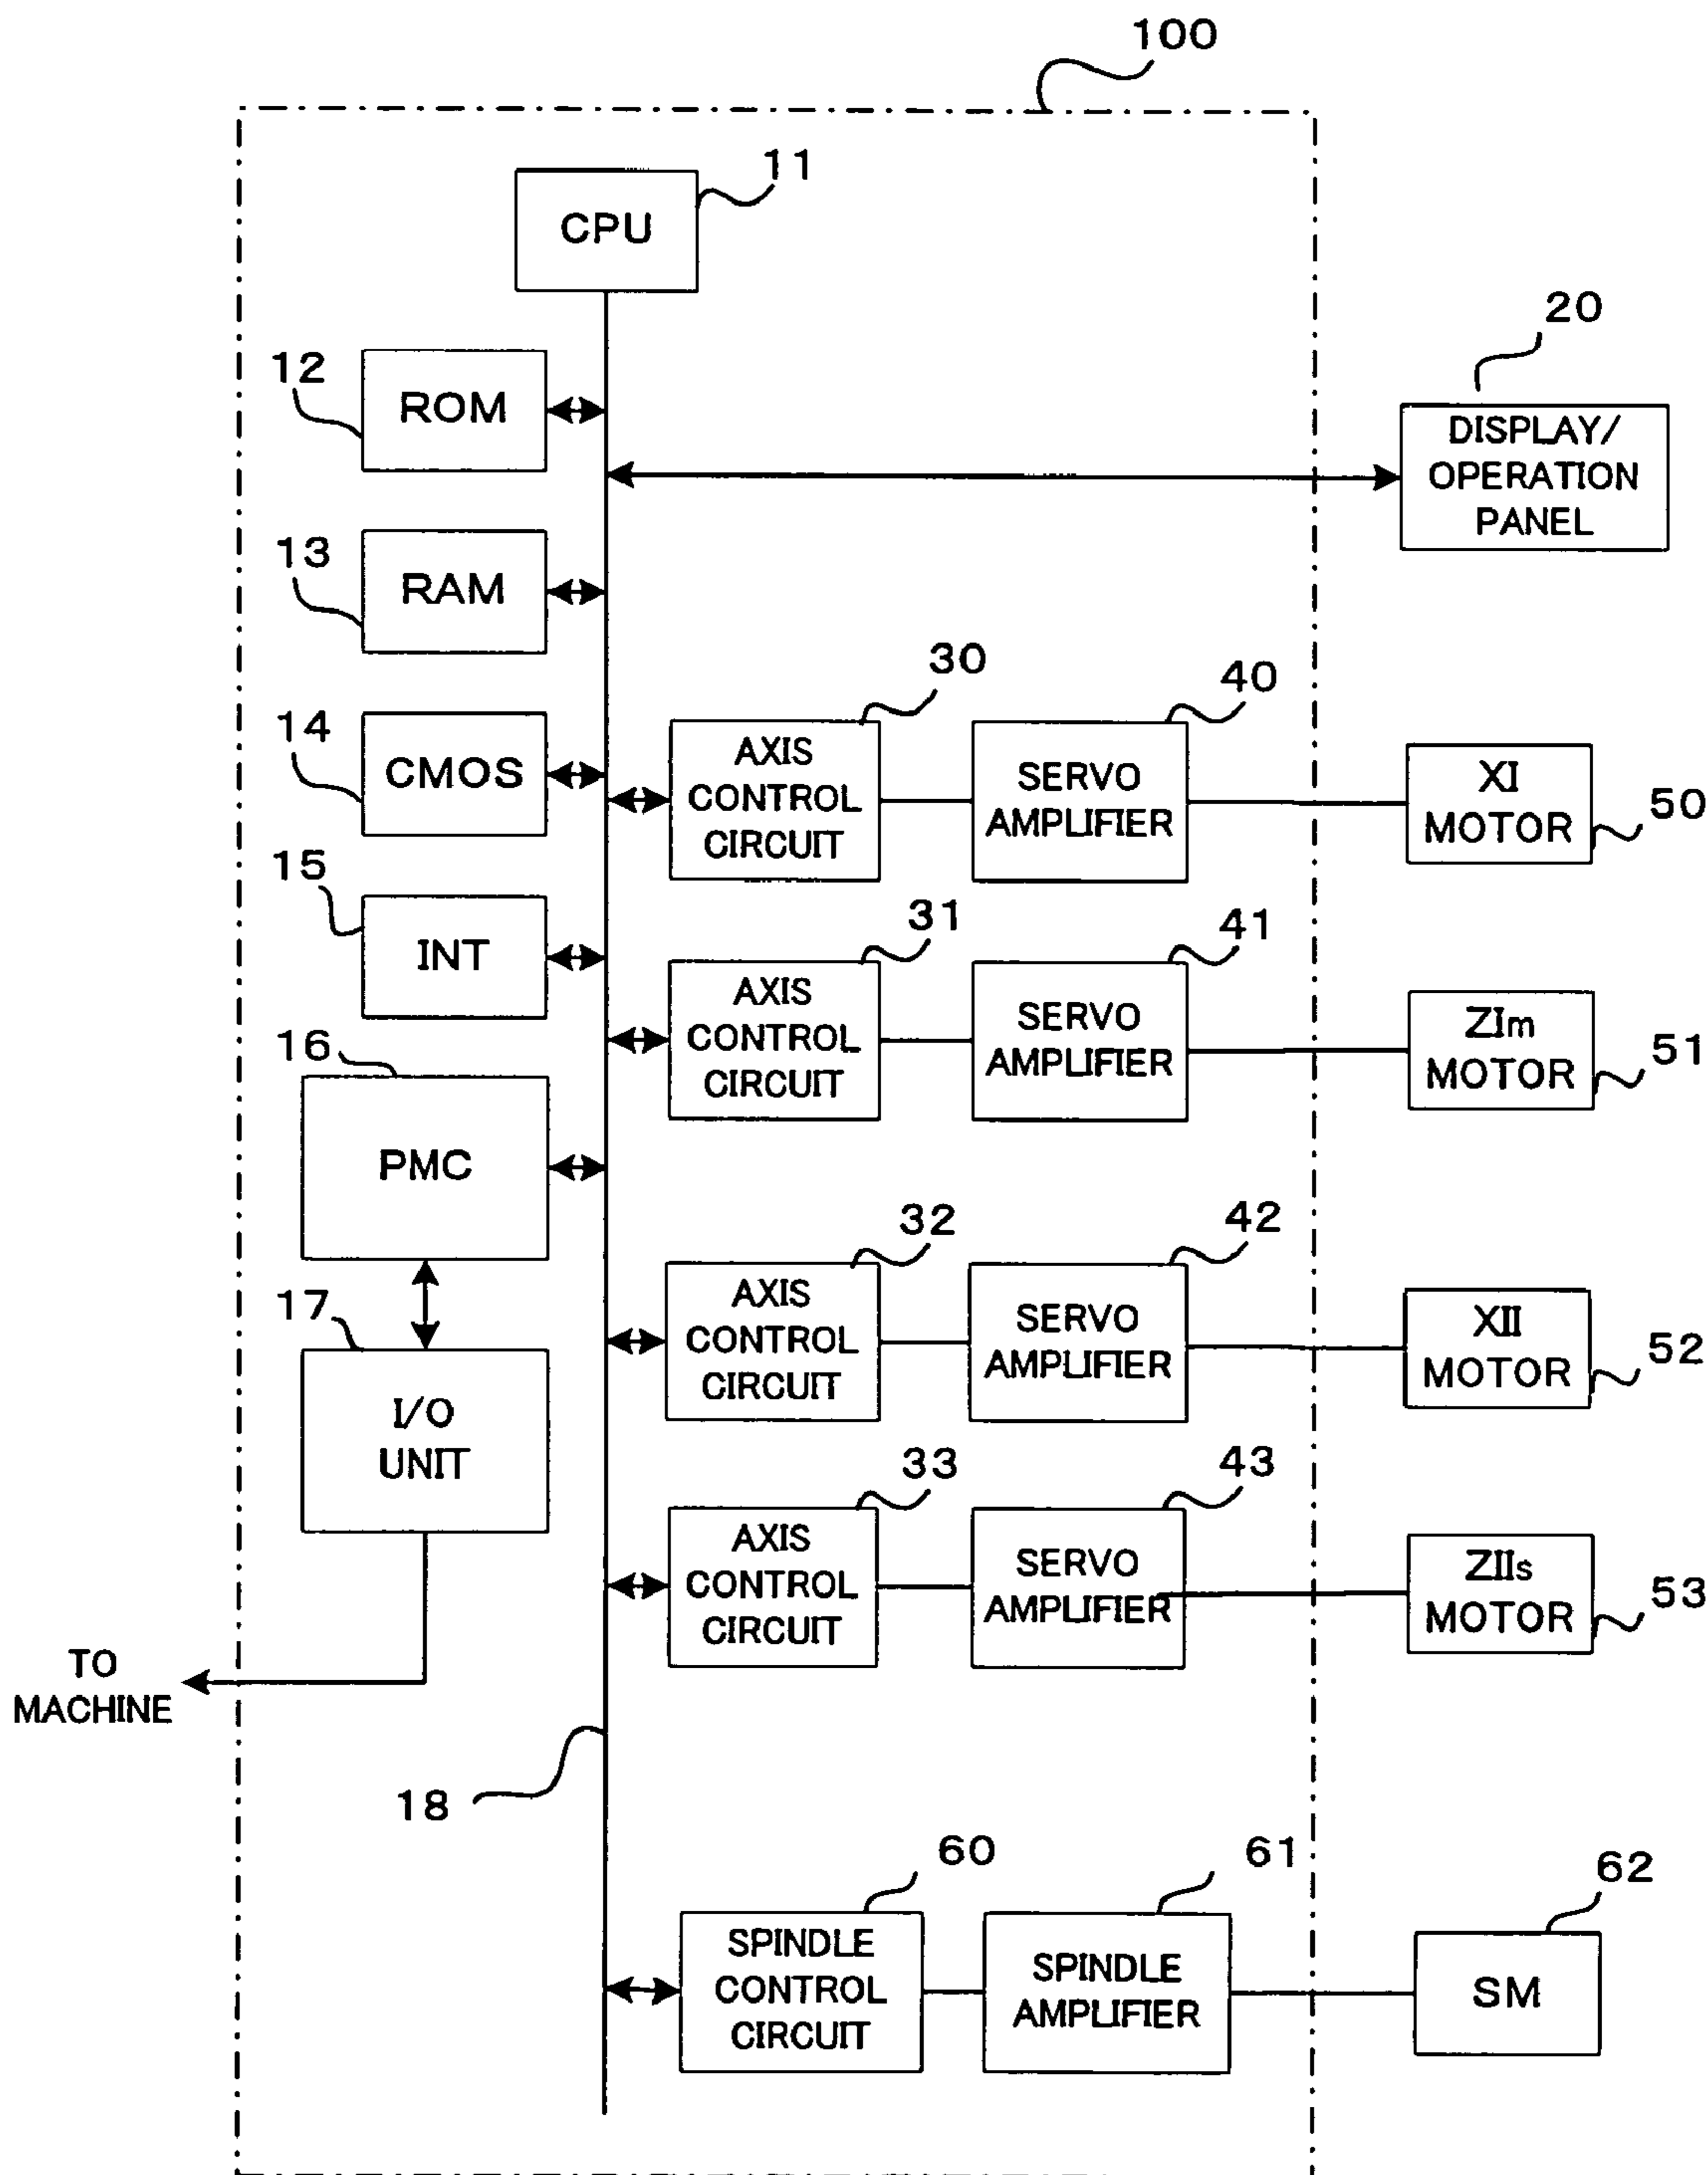 100
11
CPU
20
12
ROM
DISPLAY/
OPERATION
PANEL
13
RAM
30
40
14
CMOS
AXIS
CONTROL
CIRCUIT
SERVO
AMPLIFIER
XI
MOTOR
50
15
INT
31
41
AXIS
CONTROL
CIRCUIT
SERVO
AMPLIFIER
ZIm
MOTOR
51
16
PMC
32
42
17
I/O
UNIT
AXIS
CONTROL
CIRCUIT
SERVO
AMPLIFIER
XII
MOTOR
52
33
43
AXIS
CONTROL
CIRCUIT
SERVO
AMPLIFIER
ZIIs
MOTOR
53
TO
MACHINE
18
60
61
62
SPINDLE
CONTROL
CIRCUIT
SPINDLE
AMPLIFIER
SM